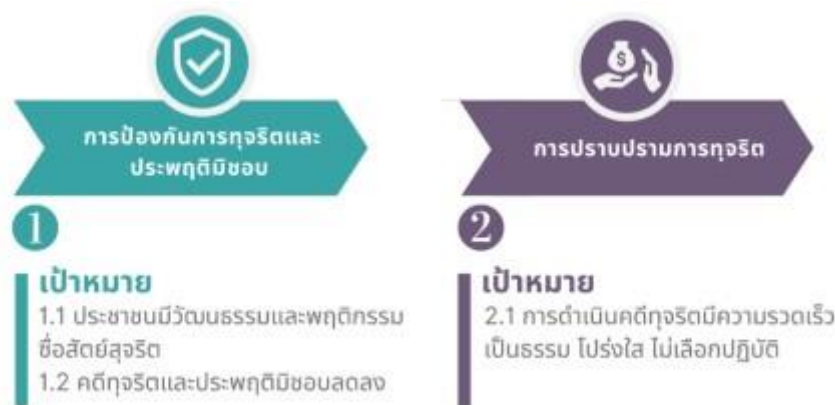 การป้องกันการทุจริตและ
ประพฤติมิชอบ
1
เป้าหมาย
1.1 ประชาชนมีวัฒนธรรมและพฤติกรรม
ซื่อสัตย์สุจริต
1.2 คดีทุจริตและประพฤติมิชอบลดลง
$
การปราบปรามการทุจริต
2
เป้าหมาย
2.1 การดำเนินคดีทุจริตมีความรวดเร็ว
เป็นธรรม โปร่งใส ไม่เลือกปฏิบัติ